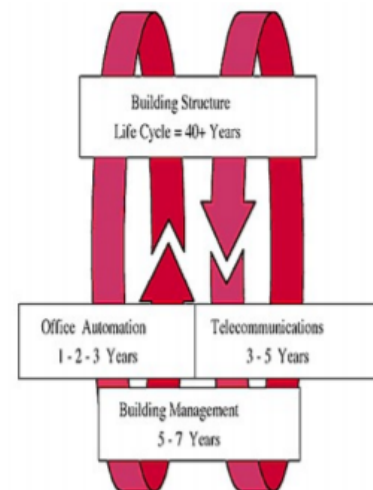 Building Structure
Life Cycle = 40+ Years
Office Automation
1 - 2 - 3 Years
Telecommunications
3 - 5 Years
Building Management
5 - 7 Years